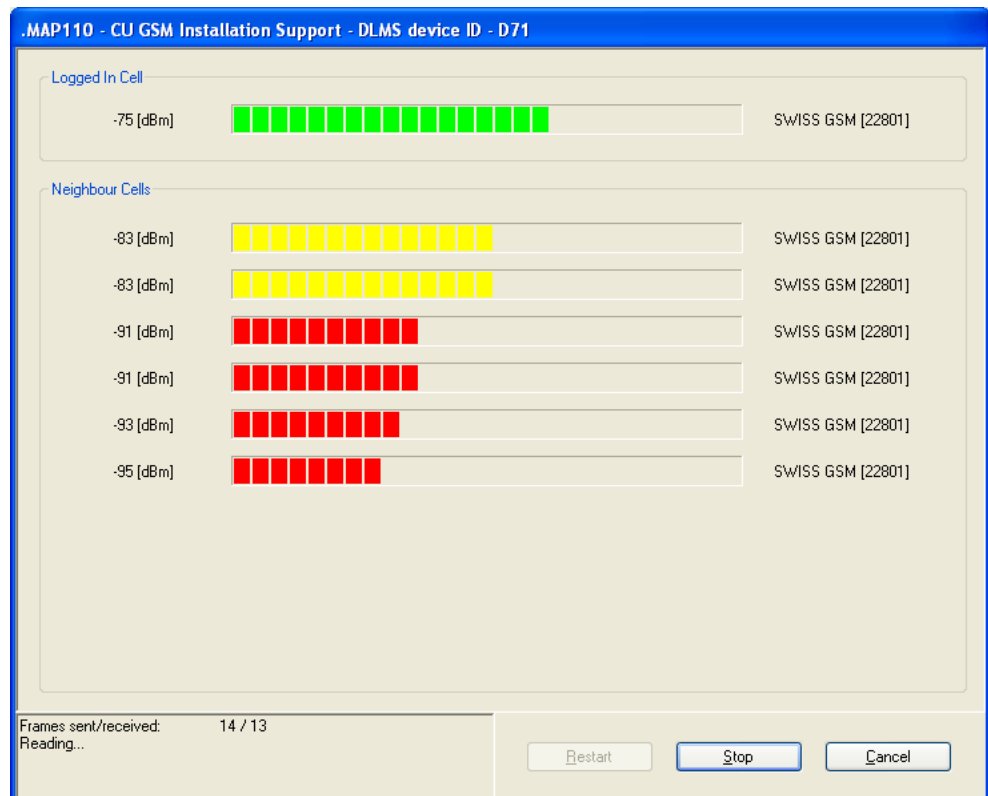 .MAP110 - CU GSM Installation Support - DLMS device ID - D71
Logged In Cell
-75 [dBm] SWISS GSM [22801]
Neighbour Cells
-83 [dBm] SWISS GSM [22801]
-83 [dBm] SWISS GSM [22801]
-91 [dBm] SWISS GSM [22801]
-91 [dBm] SWISS GSM [22801]
-93 [dBm] SWISS GSM [22801]
-95 [dBm] SWISS GSM [22801]
Frames sent/received: 14 / 13
Reading...
Restart Stop Cancel